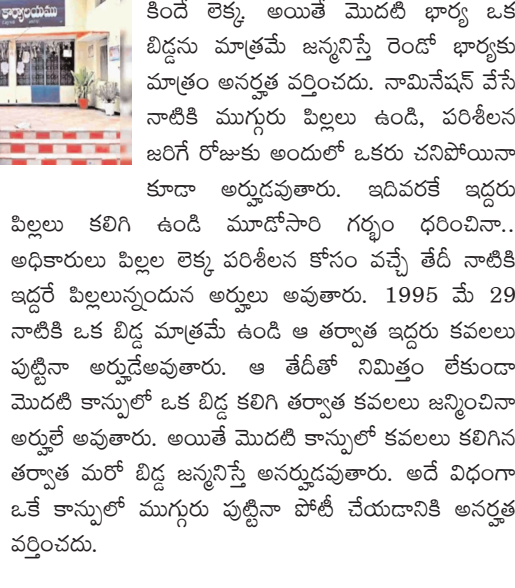 కార్యాలయము
కిందే లెక్క అయితే మొదటి భార్య ఒక
బిడ్డను మాత్రమే జన్మనిస్తే రెండో భార్యకు
మాత్రం అనర్హత వర్తించదు. నామినేషన్ వేసే
నాటికి ముగ్గురు పిల్లలు ఉండి, పరిశీలన
జరిగే రోజుకు అందులో ఒకరు చనిపోయినా
కూడా అర్హుడవుతారు. ఇదివరకే ఇద్దరు
పిల్లలు కలిగి ఉండి మూడోసారి గర్భం ధరించినా..
అధికారులు పిల్లల లెక్క పరిశీలన కోసం వచ్చే తేదీ నాటికి
ఇద్దరే పిల్లలున్నందున అర్హులు అవుతారు. 1995 మే 29
నాటికి ఒక బిడ్డ మాత్రమే ఉండి ఆ తర్వాత ఇద్దరు కవలలు
పుట్టినా అర్హుడేఅవుతారు. ఆ తేదీతో నిమిత్తం లేకుండా
మొదటి కాన్పులో ఒక బిడ్డ కలిగి తర్వాత కవలలు జన్మించినా
అర్హులే అవుతారు. అయితే మొదటి కాన్పులో కవలలు కలిగిన
తర్వాత మరో బిడ్డ జన్మనిస్తే అనర్హుడవుతారు. అదే విధంగా
ఒకే కాన్పులో ముగ్గురు పుట్టినా పోటీ చేయడానికి అనర్హత
వర్తించదు.